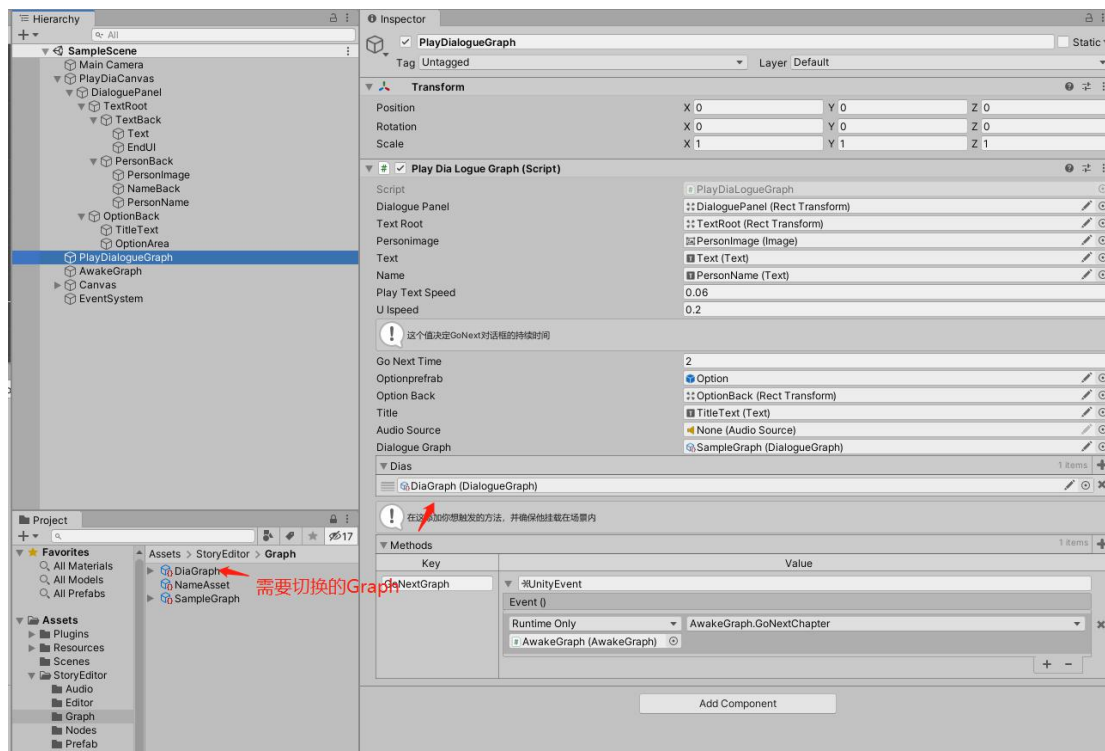 Hierarchy
All
SampleScene
Main Camera
PlayDiaCanvas
DialoguePanel
TextRoot
TextBack
Text
EndUI
PersonBack
PersonImage
NameBack
PersonName
OptionBack
TitleText
OptionArea
PlayDialogueGraph
AwakeGraph
Canvas
EventSystem
Project
17
Favorites
All Materials
All Models
All Prefabs
Assets
Plugins
Resources
Scenes
StoryEditor
Audio
Editor
Graph
Nodes
Prefab
Assets > StoryEditor > Graph
DiaGraph
NameAsset
SampleGraph
需要切换的Graph
Inspector
PlayDialogueGraph Static
Tag Untagged Layer Default
Transform
Position X 0 Y 0 Z 0
Rotation X 0 Y 0 Z 0
Scale X 1 Y 1 Z 1
# Play Dia Logue Graph (Script)
Script PlayDiaLogueGraph
Dialogue Panel DialoguePanel (Rect Transform)
Text Root TextRoot (Rect Transform)
Personimage PersonImage (Image)
Text Text (Text)
Name PersonName (Text)
Play Text Speed 0.06
U Ispeed 0.2
这个值决定GoNext对话框的持续时间
Go Next Time 2
Optionprefrab Option
Option Back OptionBack (Rect Transform)
Title TitleText (Text)
Audio Source None (Audio Source)
Dialogue Graph SampleGraph (DialogueGraph)
Dias 1 items
DiaGraph (DialogueGraph)
在这添加你想触发的方法，并确保他挂载在场景内
Methods 1 items
Key Value
GoNextGraph UnityEvent
Event ()
Runtime Only AwakeGraph.GoNextChapter
AwakeGraph (AwakeGraph)
+ −
Add Component